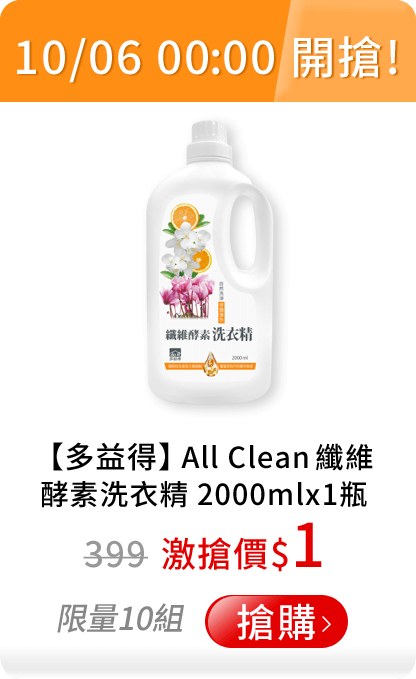 10/06 00:00 開搶!
纖維酵素 洗衣精
2000ml
【多益得】All Clean 纖維
酵素洗衣精 2000mlx1瓶
399 激搶價$1
限量10組 搶購